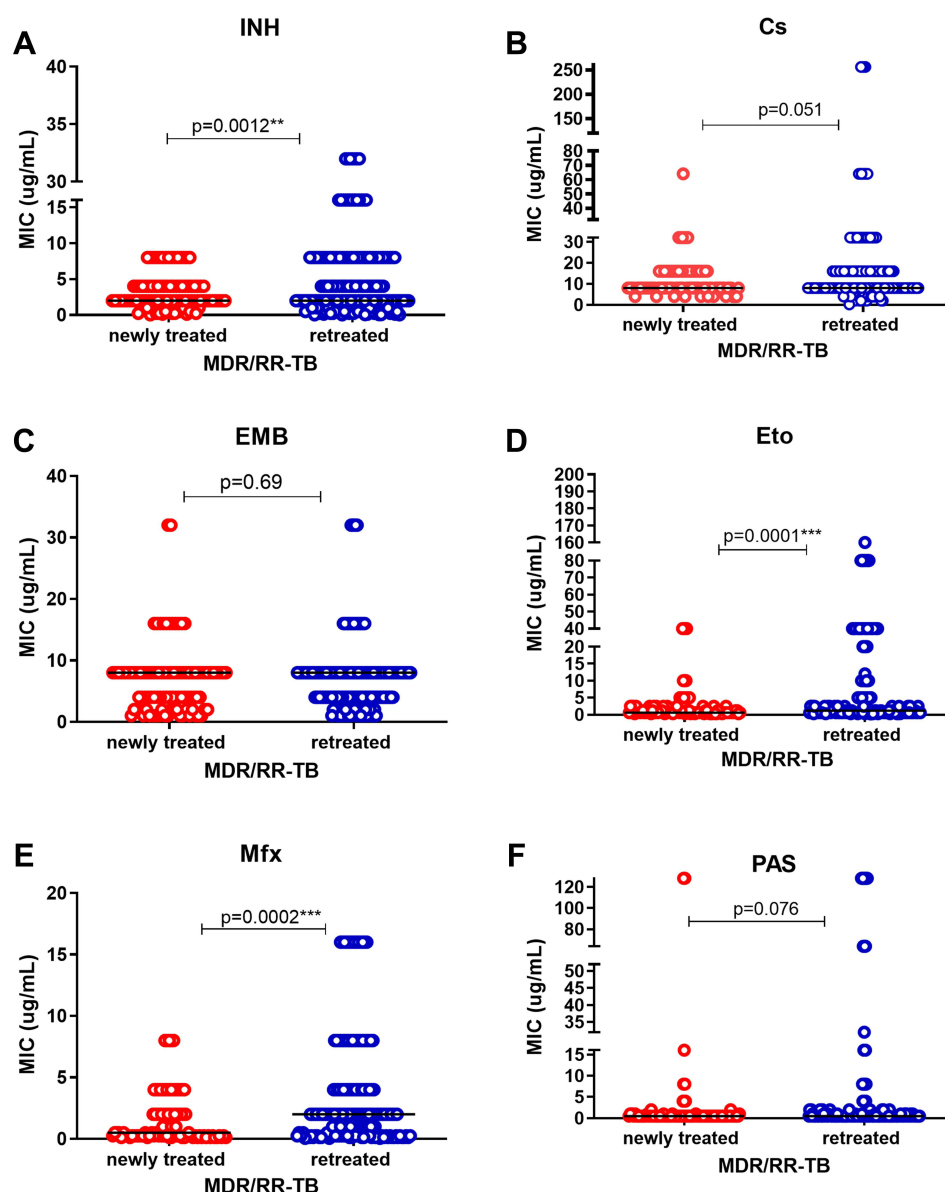 A
INH
MIC (ug/mL)
40
35
30
15
10
5
0
p=0.0012**
newly treated
retreated
MDR/RR-TB
B
Cs
MIC (ug/mL)
250
200
150
80
70
60
50
40
30
20
10
0
p=0.051
newly treated
retreated
MDR/RR-TB
C
EMB
MIC (ug/mL)
40
30
20
10
0
p=0.69
newly treated
retreated
MDR/RR-TB
D
Eto
MIC (ug/mL)
200
190
180
170
160
80
70
60
50
40
20
15
10
5
0
p=0.0001***
newly treated
retreated
MDR/RR-TB
E
Mfx
MIC (ug/mL)
20
15
10
5
0
p=0.0002***
newly treated
retreated
MDR/RR-TB
F
PAS
MIC (ug/mL)
120
100
80
50
45
40
35
15
10
5
0
p=0.076
newly treated
retreated
MDR/RR-TB